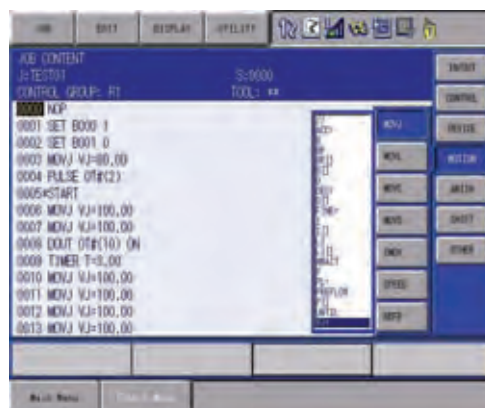 JOB EDIT DISPLAY UTILITY
JOB CONTENT
J:TEST01 S:0000
CONTROL GROUP: R1 TOOL: **
0000 NOP
0001 SET B000 1
0002 SET B001 0
0003 MOVJ VJ=80.00
0004 PULSE OT#(2)
0005 *START
0006 MOVJ VJ=100.00
0007 MOVJ VJ=100.00
0008 DOUT OT#(10) ON
0009 TIMER T=3.00
0010 MOVJ VJ=100.00
0011 MOVJ VJ=100.00
0012 MOVJ VJ=100.00
0013 MOVJ VJ=100.00
MOVJ
MOVL
MOVC
MOVS
IMOV
SPEED
REFP
IN/OUT
CONTROL
DEVICE
MOTION
ARITH
SHIFT
OTHER
Main Menu